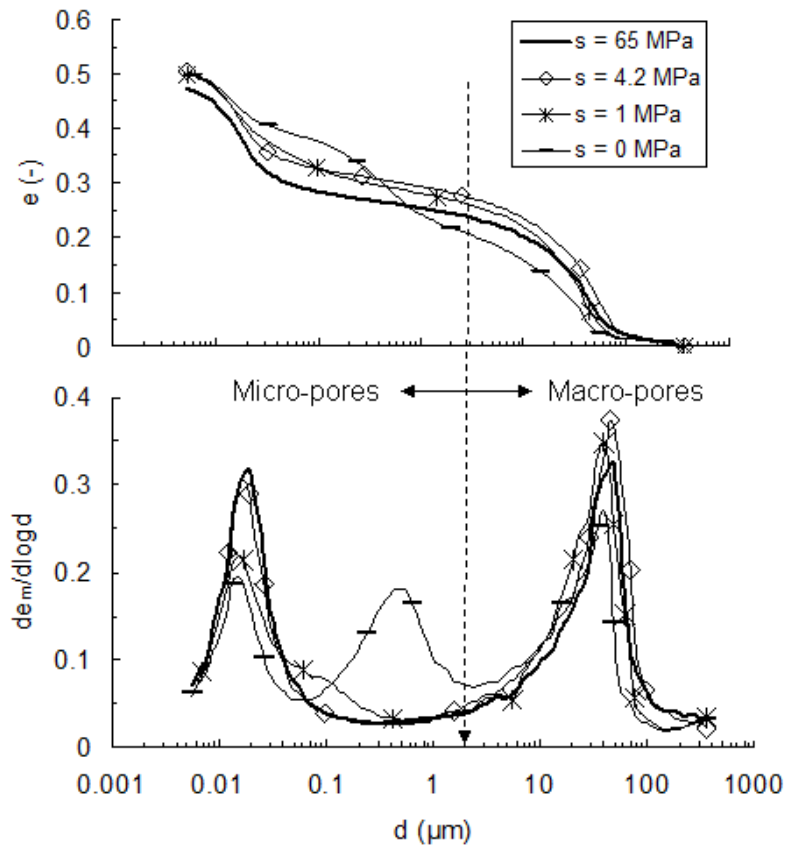 0.6
0.5
0.4
0.3
0.2
0.1
0
e (-)
s = 65 MPa
s = 4.2 MPa
s = 1 MPa
s = 0 MPa
0.001 0.01 0.1 1 10 100 1000
Micro-pores
Macro-pores
0.4
0.3
0.2
0.1
0
dem/dlogd
d (µm)